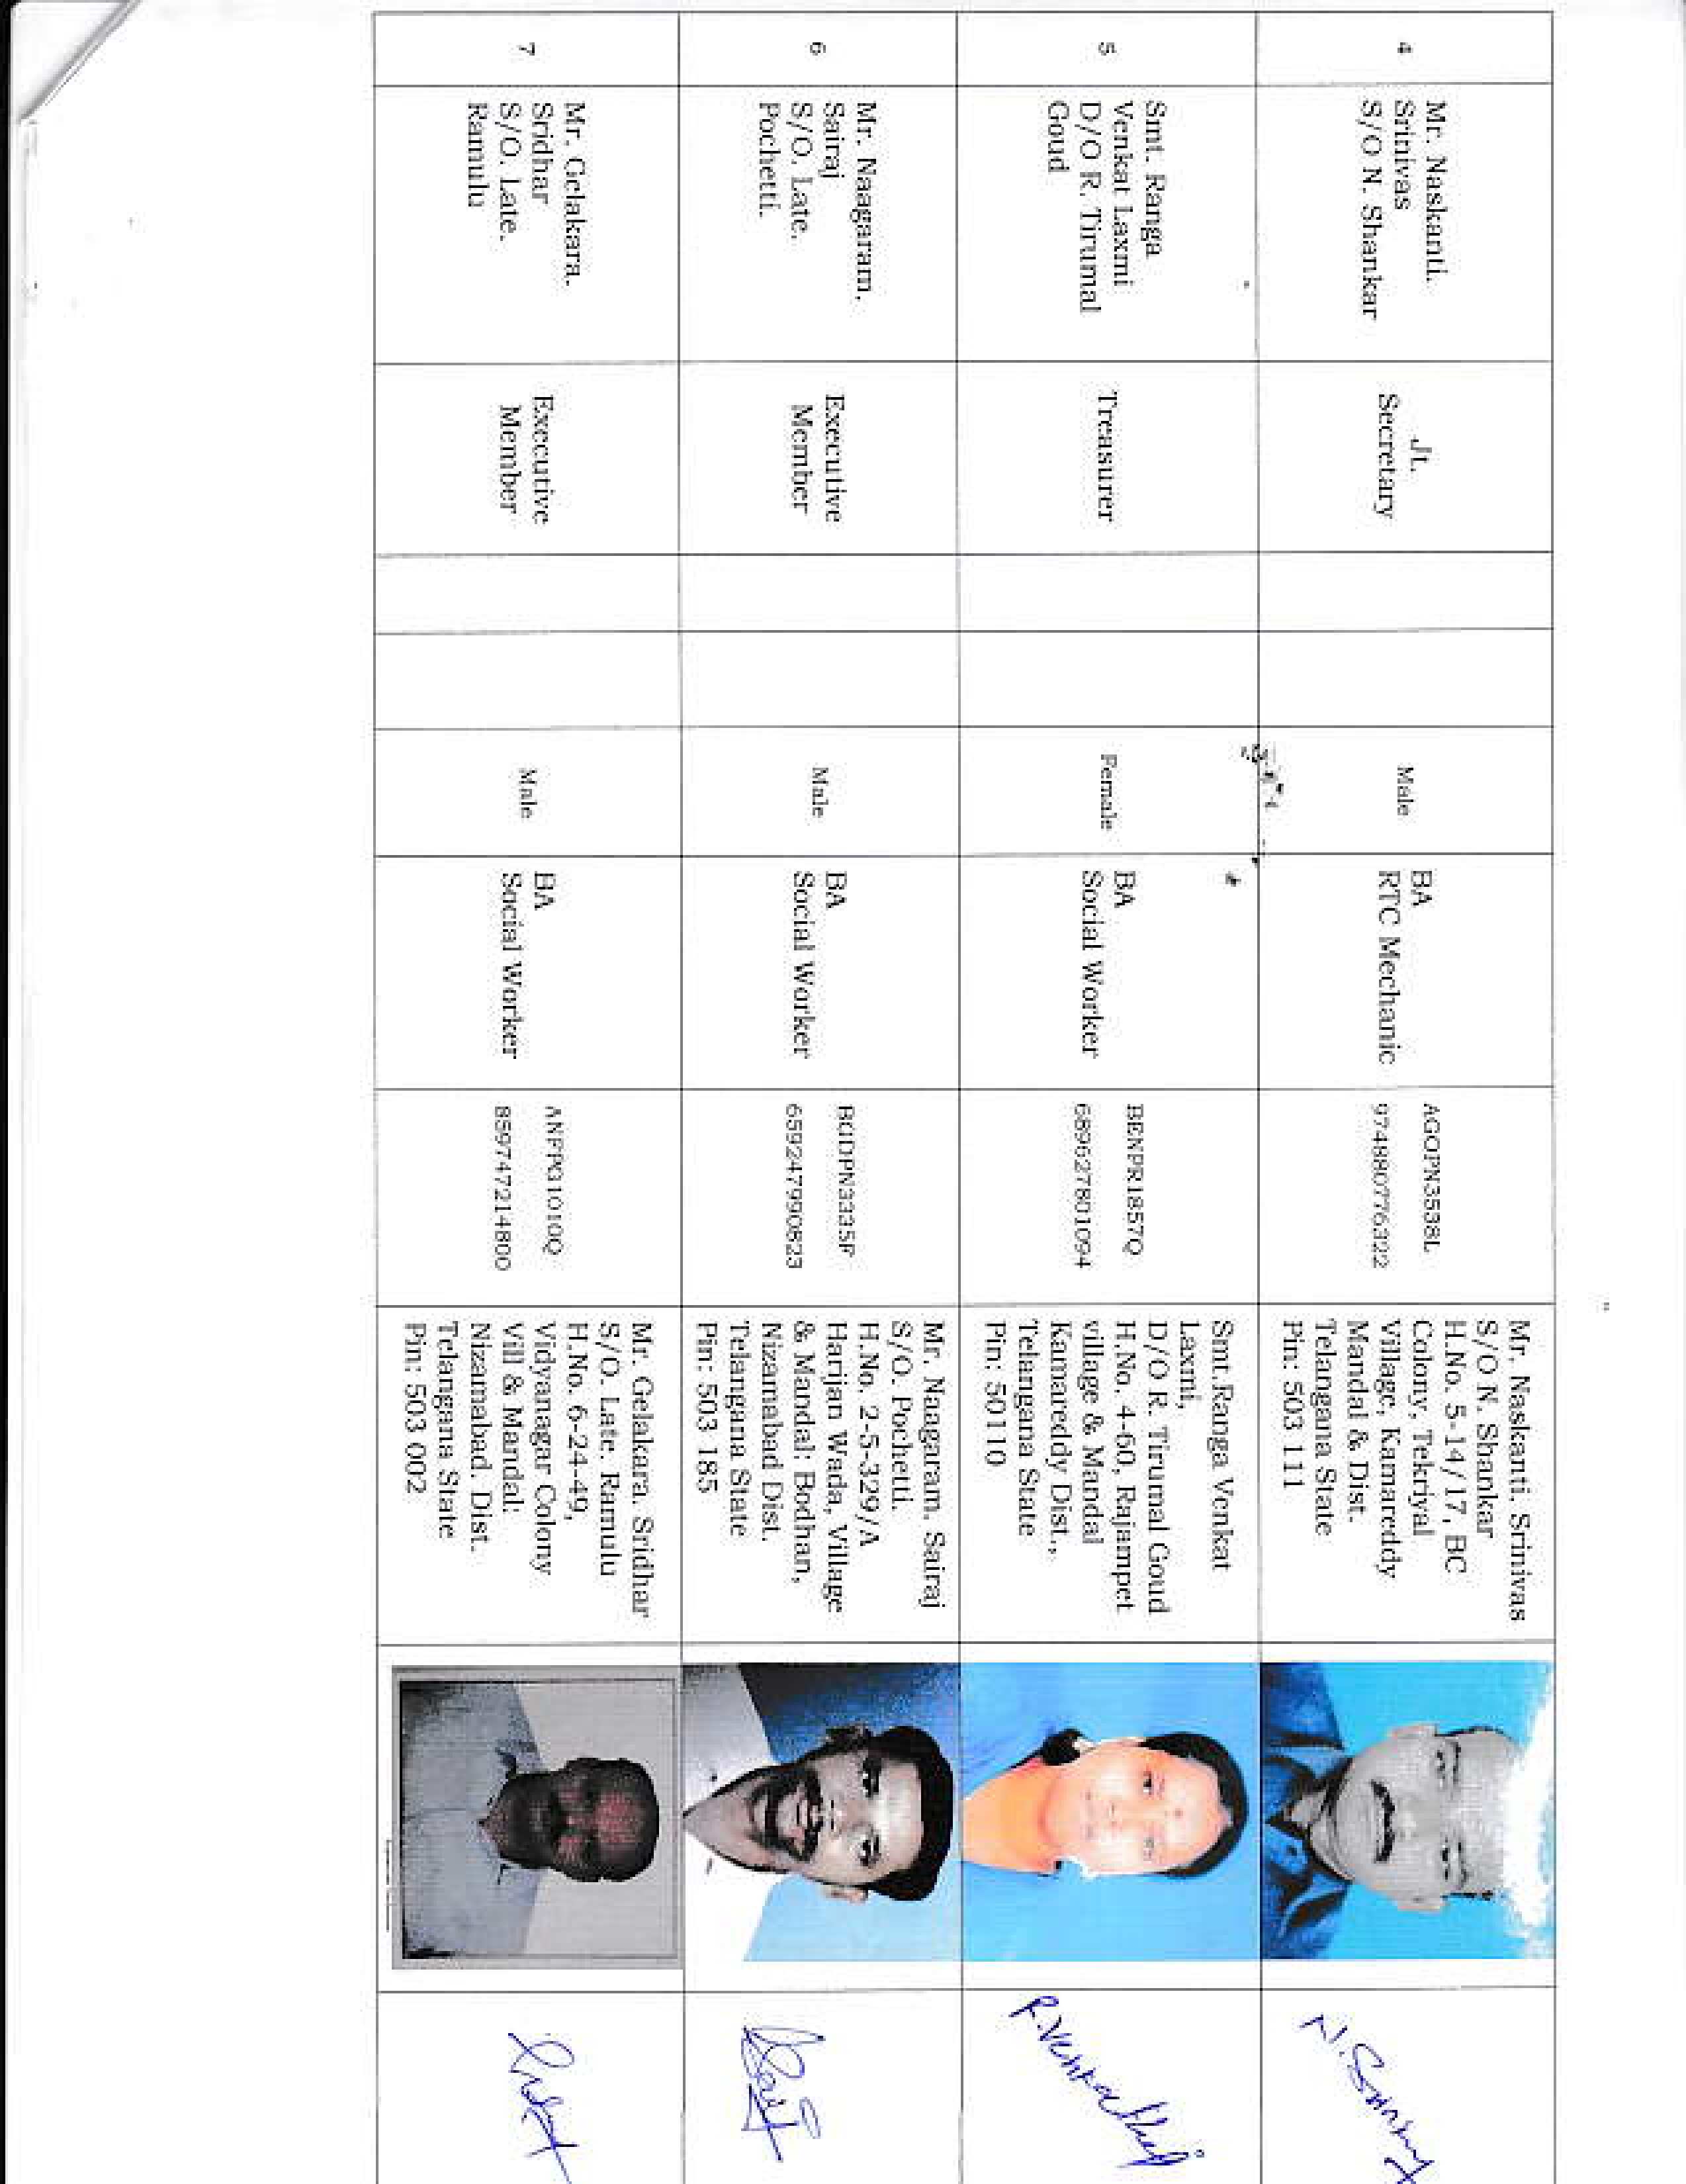 4
Mr. Naskanti.
Srinivas
S/O N. Shankar
Jt.
Secretary
Male
BA
RTC Mechanic
AGOPN3538L
974880776322
Mr. Naskanti. Srinivas
S/O N. Shankar
H.No. 5-14/17, BC
Colony, Tekriyal
Village, Kamareddy
Mandal & Dist.
Telangana State
Pin: 503 111
5
Smt. Ranga
Venkat Laxmi
D/O R. Tirumal
Goud
Treasurer
Female
BA
Social Worker
BENPR1857Q
689627801094
Smt.Ranga Venkat
Laxmi,
D/O R. Tirumal Goud
H.No. 4-60, Rajampet
village & Mandal
Kamareddy Dist.,
Telangana State
Pin: 50110
6
Mr. Naagaram.
Sairaj
S/O. Late.
Pochetti.
Executive
Member
Male
BA
Social Worker
BGDPN3335F
659247990823
Mr. Naagaram. Sairaj
S/O. Pochetti.
H.No. 2-5-329/A
Harijan Wada, Village
& Mandal: Bodhan,
Nizamabad Dist.
Telangana State
Pin: 503 185
7
Mr. Gelakara.
Sridhar
S/O. Late.
Ramulu
Executive
Member
Male
BA
Social Worker
ANFPG1010Q
859747214800
Mr. Gelakara. Sridhar
S/O. Late. Ramulu
H.No. 6-24-49,
Vidyanagar Colony
Vill & Mandal:
Nizamabad. Dist.
Telangana State
Pin: 503 002